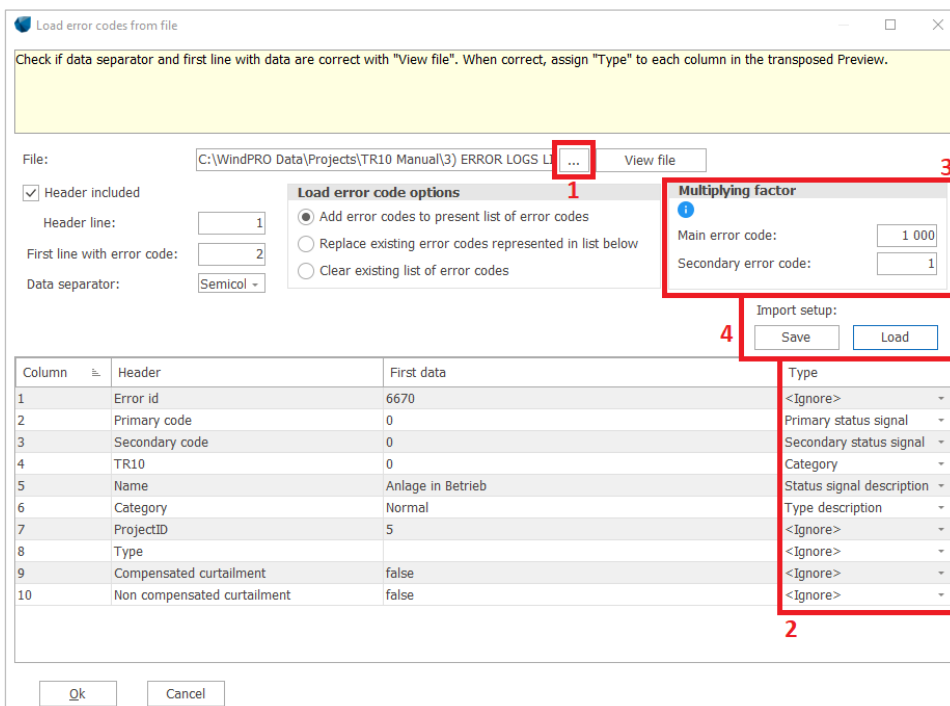 Load error codes from file
Check if data separator and first line with data are correct with "View file". When correct, assign "Type" to each column in the transposed Preview.
File: C:\WindPRO Data\Projects\TR10 Manual\3) ERROR LOGS LI ... View file
1
3
Header included
Header line: 1
First line with error code: 2
Data separator: Semicol
Load error code options
Add error codes to present list of error codes
Replace existing error codes represented in list below
Clear existing list of error codes
Multiplying factor
Main error code: 1 000
Secondary error code: 1
Import setup:
4 Save Load
Column Header First data Type
1 Error id 6670 <Ignore>
2 Primary code 0 Primary status signal
3 Secondary code 0 Secondary status signal
4 TR10 0 Category
5 Name Anlage in Betrieb Status signal description
6 Category Normal Type description
7 ProjectID 5 <Ignore>
8 Type <Ignore>
9 Compensated curtailment false <Ignore>
10 Non compensated curtailment false <Ignore>
2
Ok Cancel